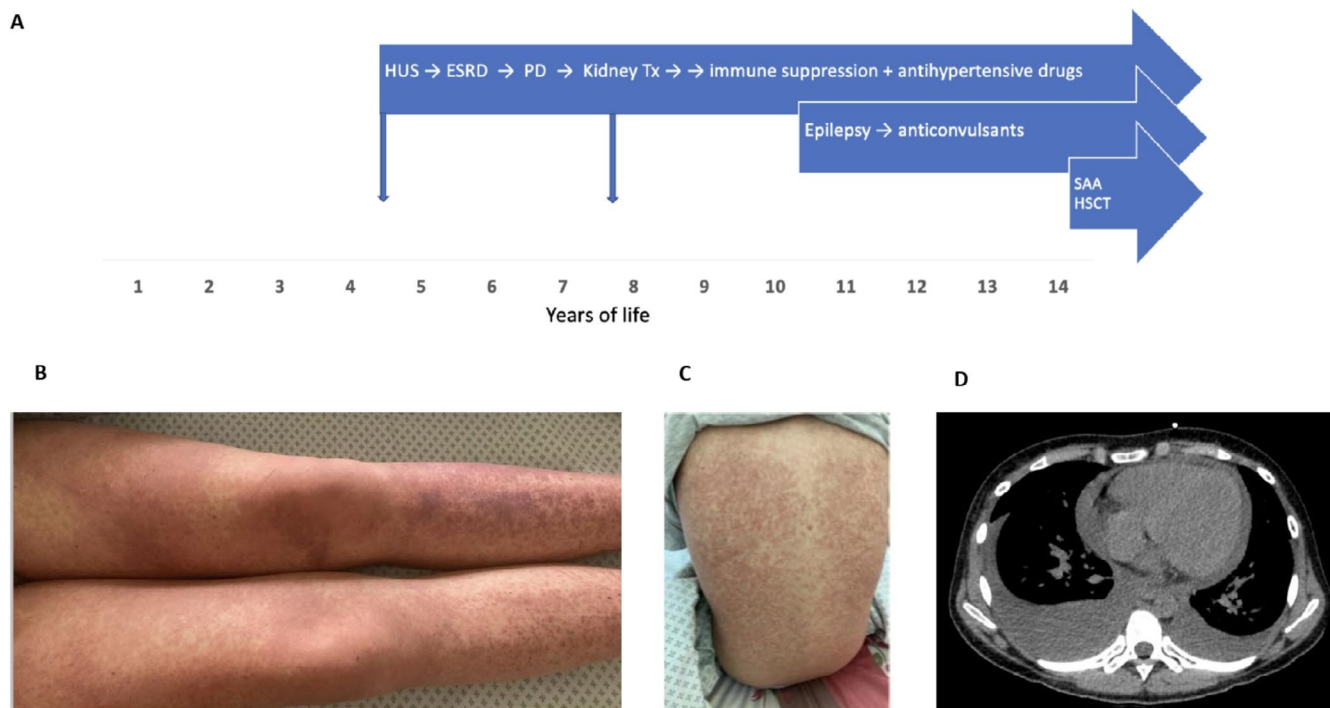 A
HUS → ESRD → PD → Kidney Tx → → immune suppression + antihypertensive drugs
Epilepsy → anticonvulsants
SAA
HSCT
1 2 3 4 5 6 7 8 9 10 11 12 13 14
Years of life
B
C
D